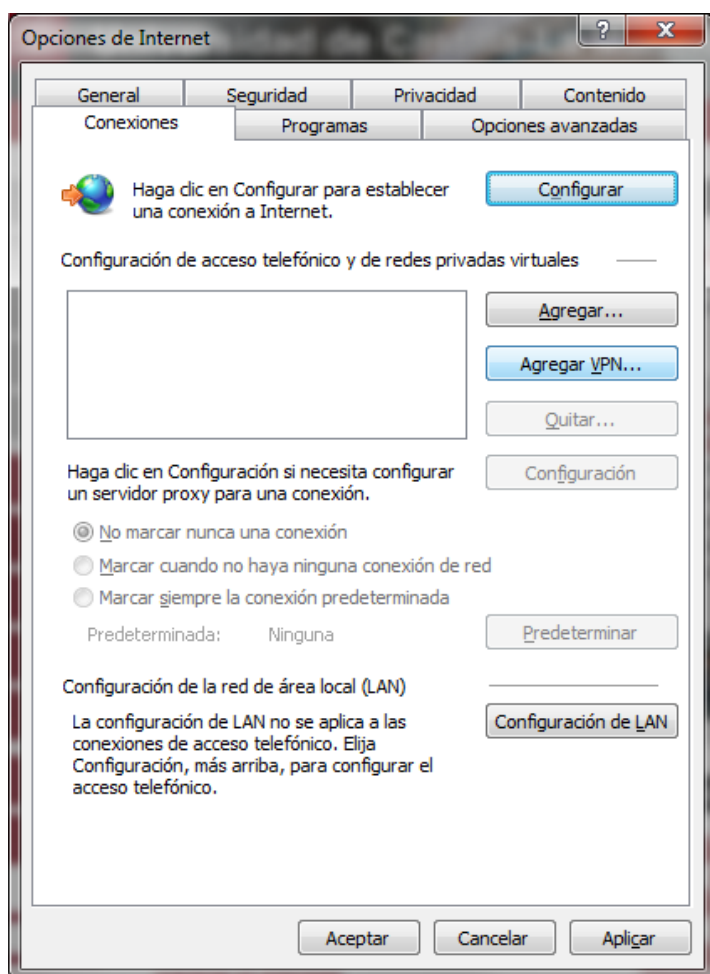 Opciones de Internet
?
X
General
Seguridad
Privacidad
Contenido
Conexiones
Programas
Opciones avanzadas
Haga clic en Configurar para establecer
una conexión a Internet.
Configurar
Configuración de acceso telefónico y de redes privadas virtuales
Agregar...
Agregar VPN...
Quitar...
Haga clic en Configuración si necesita configurar
un servidor proxy para una conexión.
Configuración
No marcar nunca una conexión
Marcar cuando no haya ninguna conexión de red
Marcar siempre la conexión predeterminada
Predeterminada:
Ninguna
Predeterminar
Configuración de la red de área local (LAN)
La configuración de LAN no se aplica a las
conexiones de acceso telefónico. Elija
Configuración, más arriba, para configurar el
acceso telefónico.
Configuración de LAN
Aceptar
Cancelar
Aplicar